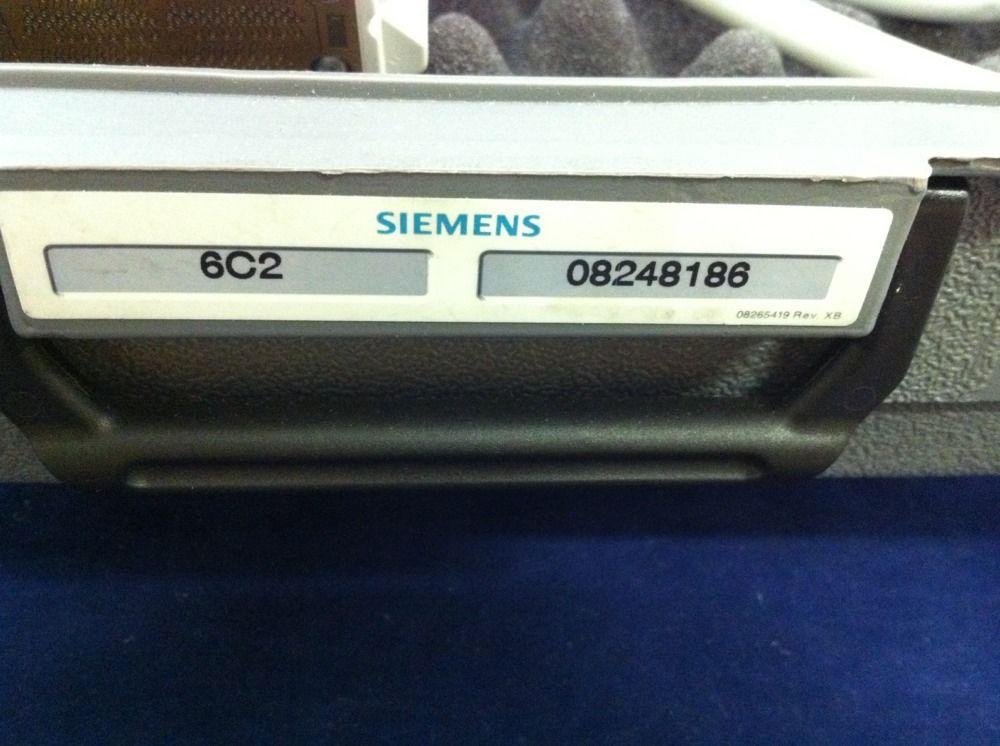 SIEMENS
6C2
08248186
08265419 Rev. XB